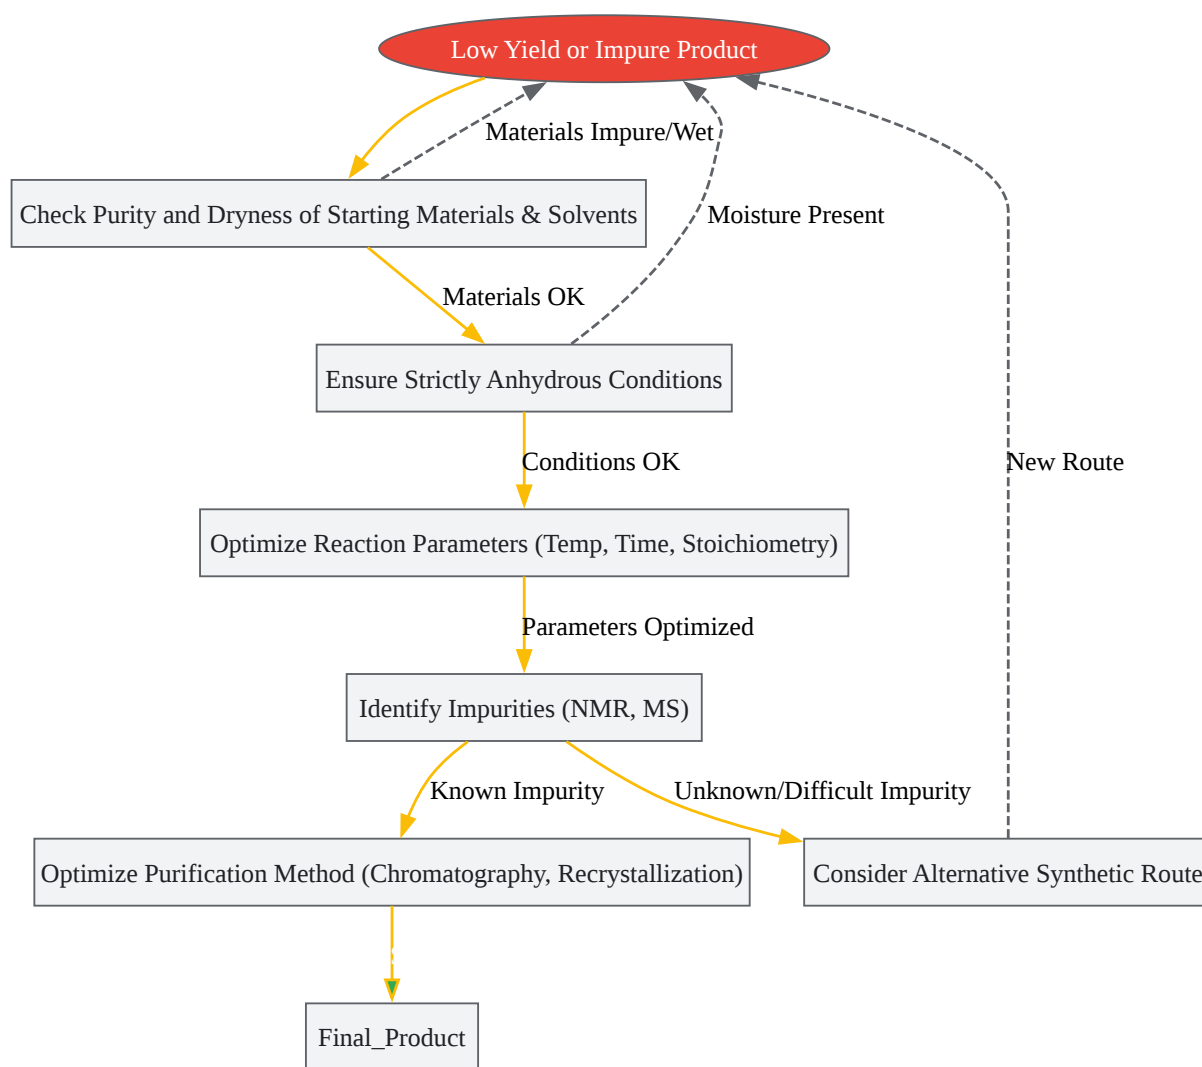 Low Yield or Impure Product
Materials Impure/Wet
Check Purity and Dryness of Starting Materials & Solvents
Moisture Present
Materials OK
Ensure Strictly Anhydrous Conditions
Conditions OK
New Route
Optimize Reaction Parameters (Temp, Time, Stoichiometry)
Parameters Optimized
Identify Impurities (NMR, MS)
Known Impurity
Unknown/Difficult Impurity
Optimize Purification Method (Chromatography, Recrystallization)
Consider Alternative Synthetic Route
Final_Product